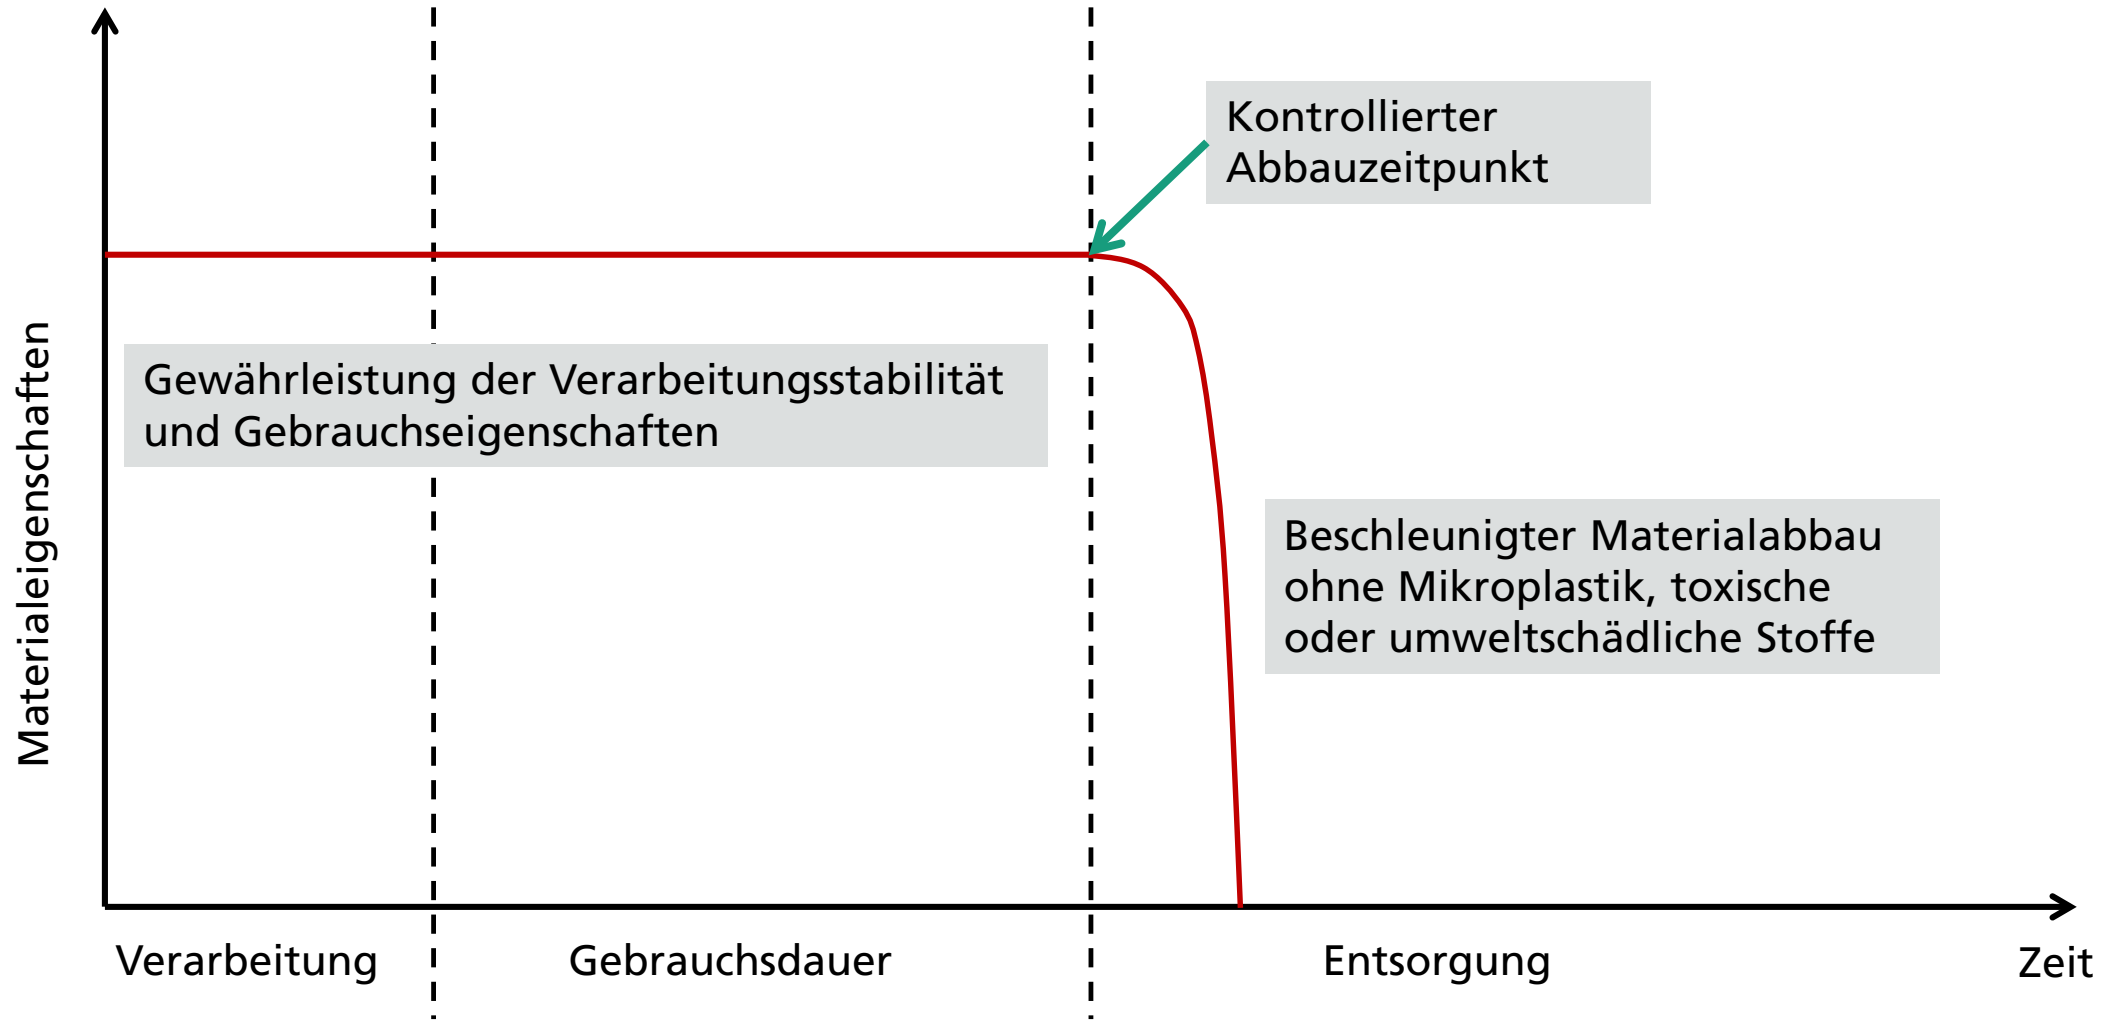 Kontrollierter
Abbauzeitpunkt
Materialeigenschaften
Gewährleistung der Verarbeitungsstabilität
und Gebrauchseigenschaften
Beschleunigter Materialabbau
ohne Mikroplastik, toxische
oder umweltschädliche Stoffe
Verarbeitung
Gebrauchsdauer
Entsorgung
Zeit